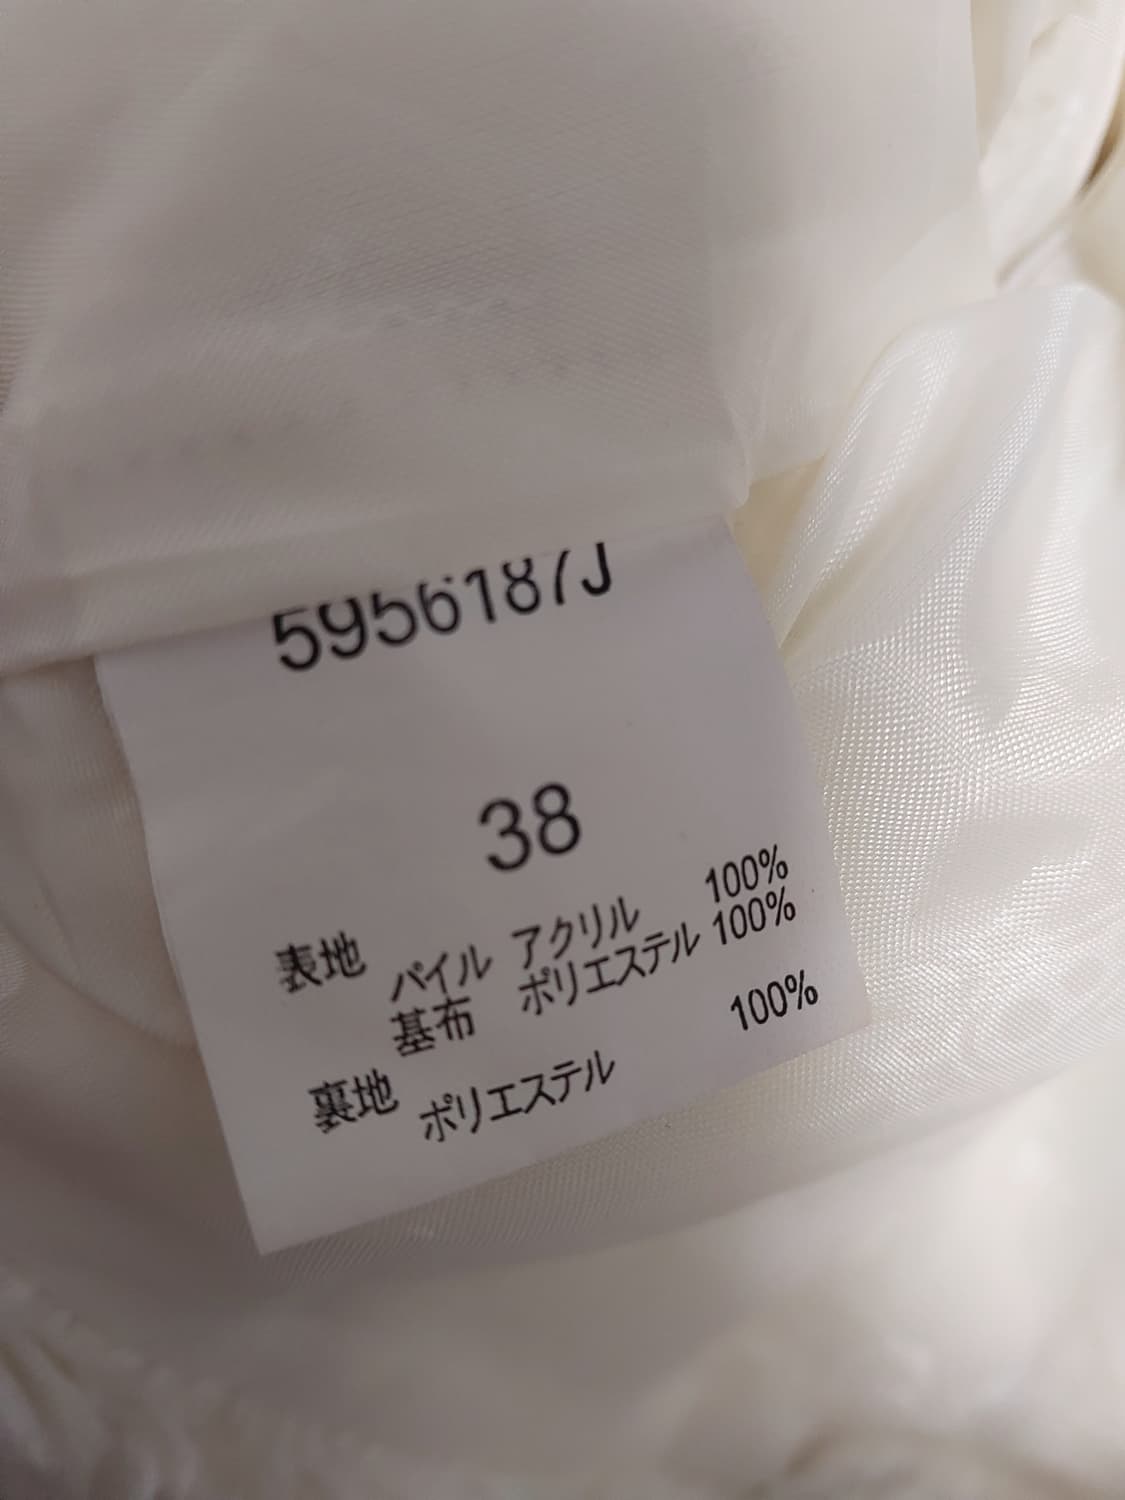 5956187J
38
表地
パイル アクリル 100%
基布 ポリエステル 100%
裏地
ポリエステル 100%